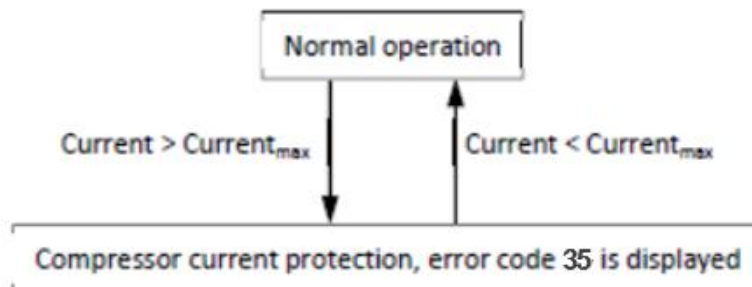 Normal operation
Current > Currentmax
Current < Currentmax
Compressor current protection, error code 35 is displayed